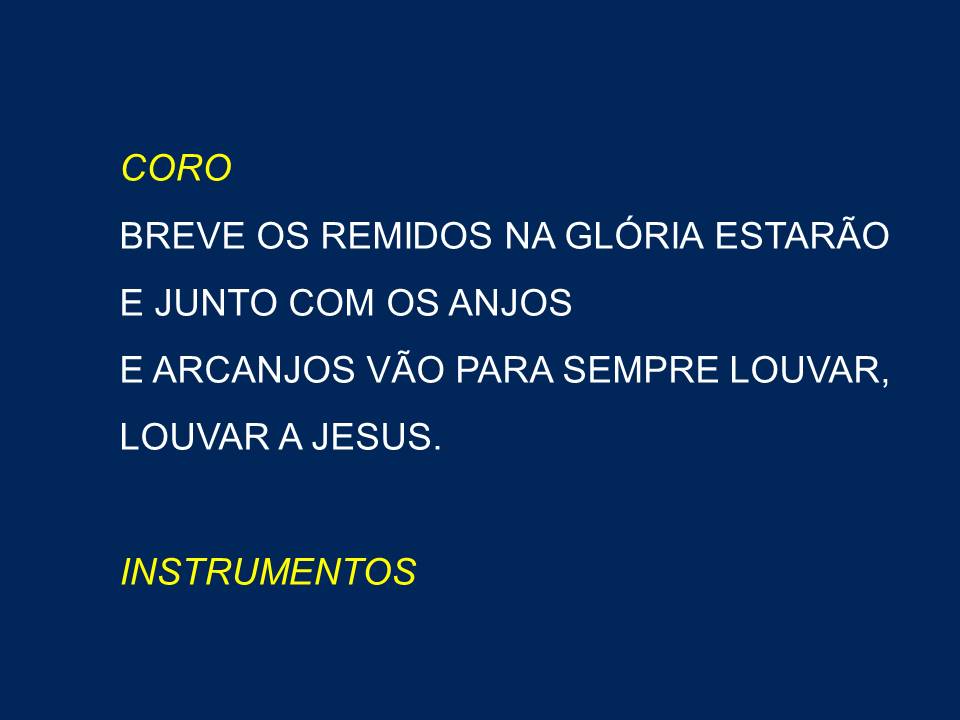 CORO
BREVE OS REMIDOS NA GLÓRIA ESTARÃO
E JUNTO COM OS ANJOS
E ARCANJOS VÃO PARA SEMPRE LOUVAR,
LOUVAR A JESUS.
INSTRUMENTOS